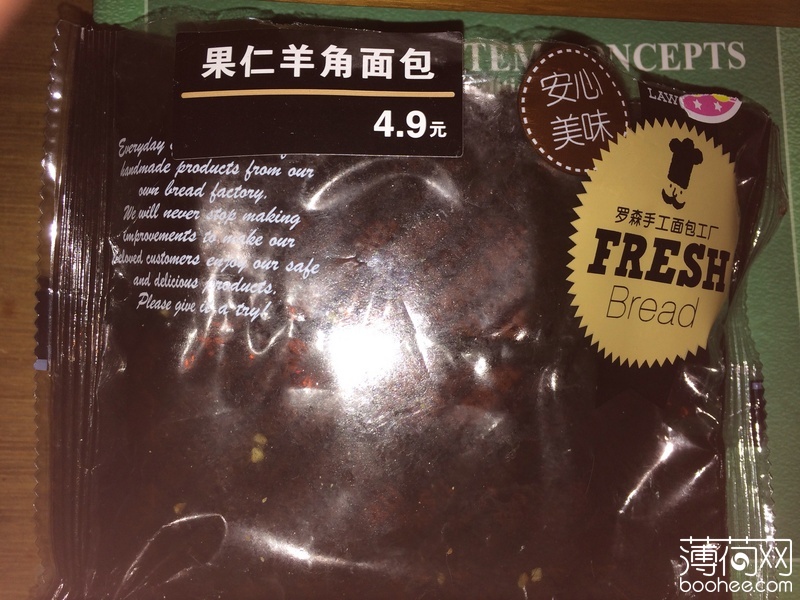 果仁羊角面包
4.9元
TEM CONCEPTS
安心
美味
LAW
Everyday
handmade products from our
own bread factory.
We will never stop making
improvements to make our
beloved customers enjoy our safe
and delicious products.
Please give it a try!
罗森手工面包工厂
FRESH
Bread
薄荷网
boohee.com